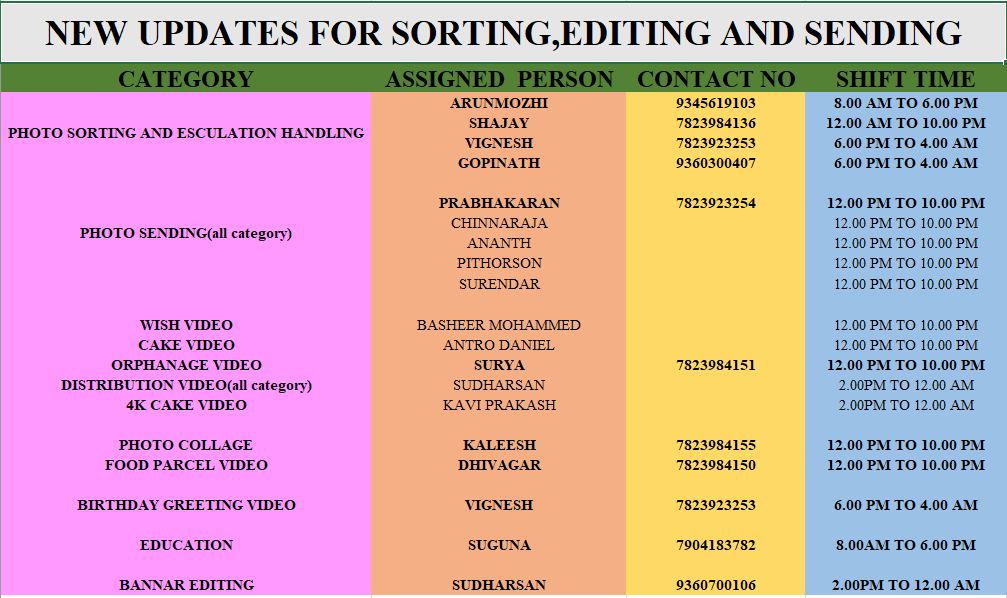 NEW UPDATES FOR SORTING,EDITING AND SENDING
CATEGORY ASSIGNED PERSON CONTACT NO SHIFT TIME
ARUNMOZHI 9345619103 8.00 AM TO 6.00 PM
SHAJAY 7823984136 12.00 AM TO 10.00 PM
PHOTO SORTING AND ESCULATION HANDLING
VIGNESH 7823923253 6.00 PM TO 4.00 AM
GOPINATH 9360300407 6.00 PM TO 4.00 AM
PRABHAKARAN 7823923254 12.00 PM TO 10.00 PM
CHINNARAJA 12.00 PM TO 10.00 PM
PHOTO SENDING(all category)
ANANTH 12.00 PM TO 10.00 PM
PITHORSON 12.00 PM TO 10.00 PM
SURENDAR 12.00 PM TO 10.00 PM
WISH VIDEO BASHEER MOHAMMED 12.00 PM TO 10.00 PM
CAKE VIDEO ANTRO DANIEL 12.00 PM TO 10.00 PM
ORPHANAGE VIDEO SURYA 7823984151 12.00 PM TO 10.00 PM
DISTRIBUTION VIDEO(all category) SUDHARSAN 2.00PM TO 12.00 AM
4K CAKE VIDEO KAVI PRAKASH 2.00PM TO 12.00 AM
PHOTO COLLAGE KALEESH 7823984155 12.00 PM TO 10.00 PM
FOOD PARCEL VIDEO DHIVAGAR 7823984150 12.00 PM TO 10.00 PM
BIRTHDAY GREETING VIDEO VIGNESH 7823923253 6.00 PM TO 4.00 AM
EDUCATION SUGUNA 7904183782 8.00AM TO 6.00 PM
BANNAR EDITING SUDHARSAN 9360700106 2.00PM TO 12.00 AM